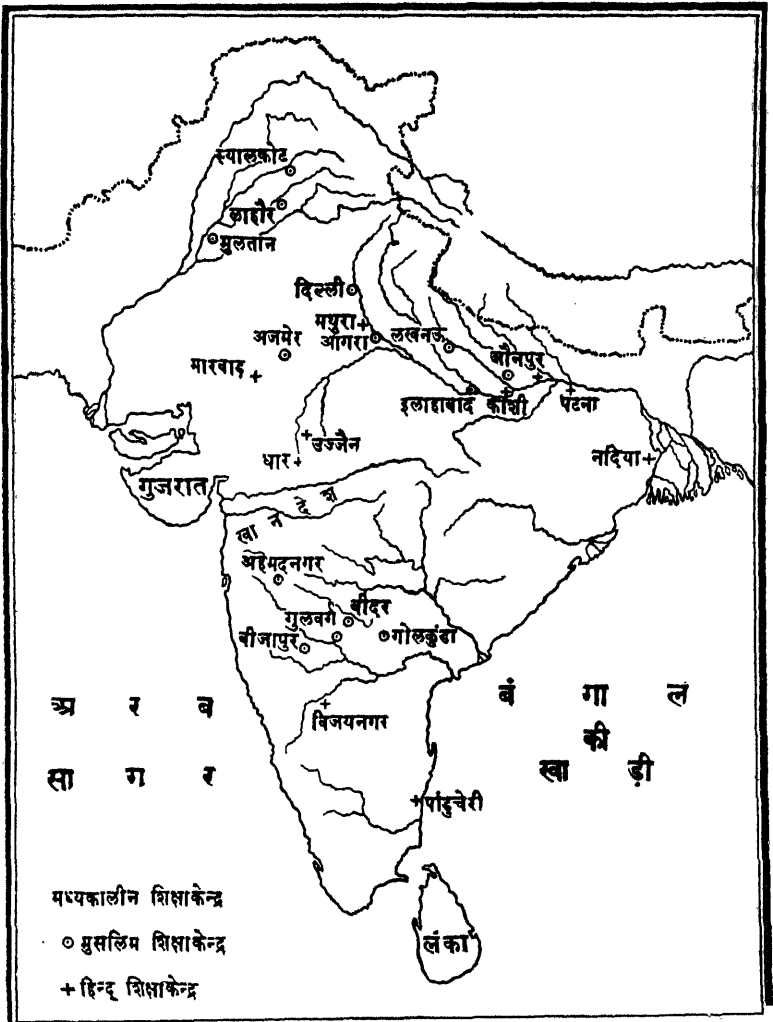 स्यालकोट
लाहौर
मुलतान
दिल्ली
मथुरा
आगरा
लखनऊ
अजमेर
जौनपुर
मारवाड़
इलाहाबाद काशी पटना
उज्जैन
धार
नदिया
गुजरात
खानदेश
अहमदनगर
बीदर
गुलवर्ग
गोलकुंडा
बीजापुर
अरब
सागर
बंगाल
की
खाड़ी
विजयनगर
पांडुचेरी
लंका
मध्यकालीन शिक्षाकेन्द्र
मुसलिम शिक्षाकेन्द्र
हिन्दू शिक्षाकेन्द्र